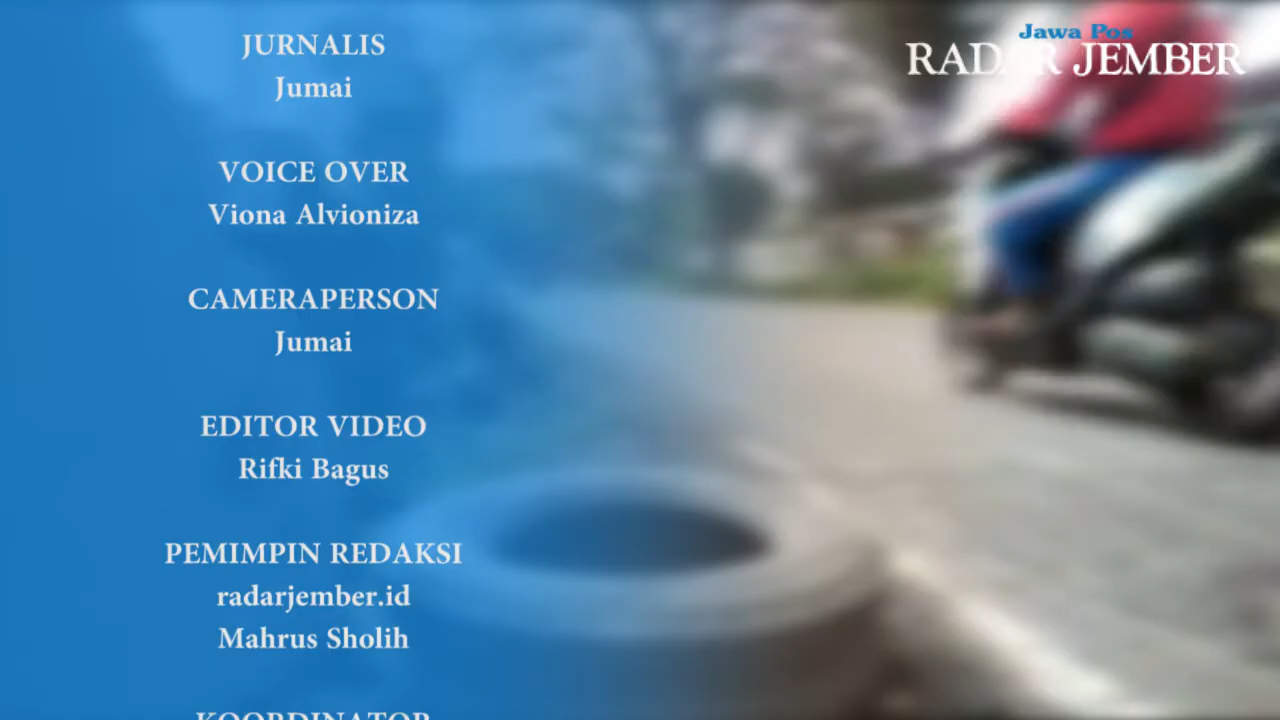 JURNALIS
Jumai
VOICE OVER
Viona Alvioniza
CAMERAPERSON
Jumai
EDITOR VIDEO
Rifki Bagus
PEMIMPIN REDAKSI
radarjember.id
Mahrus Sholih
KOORDINATOR
Jawa Pos
RADAR JEMBER